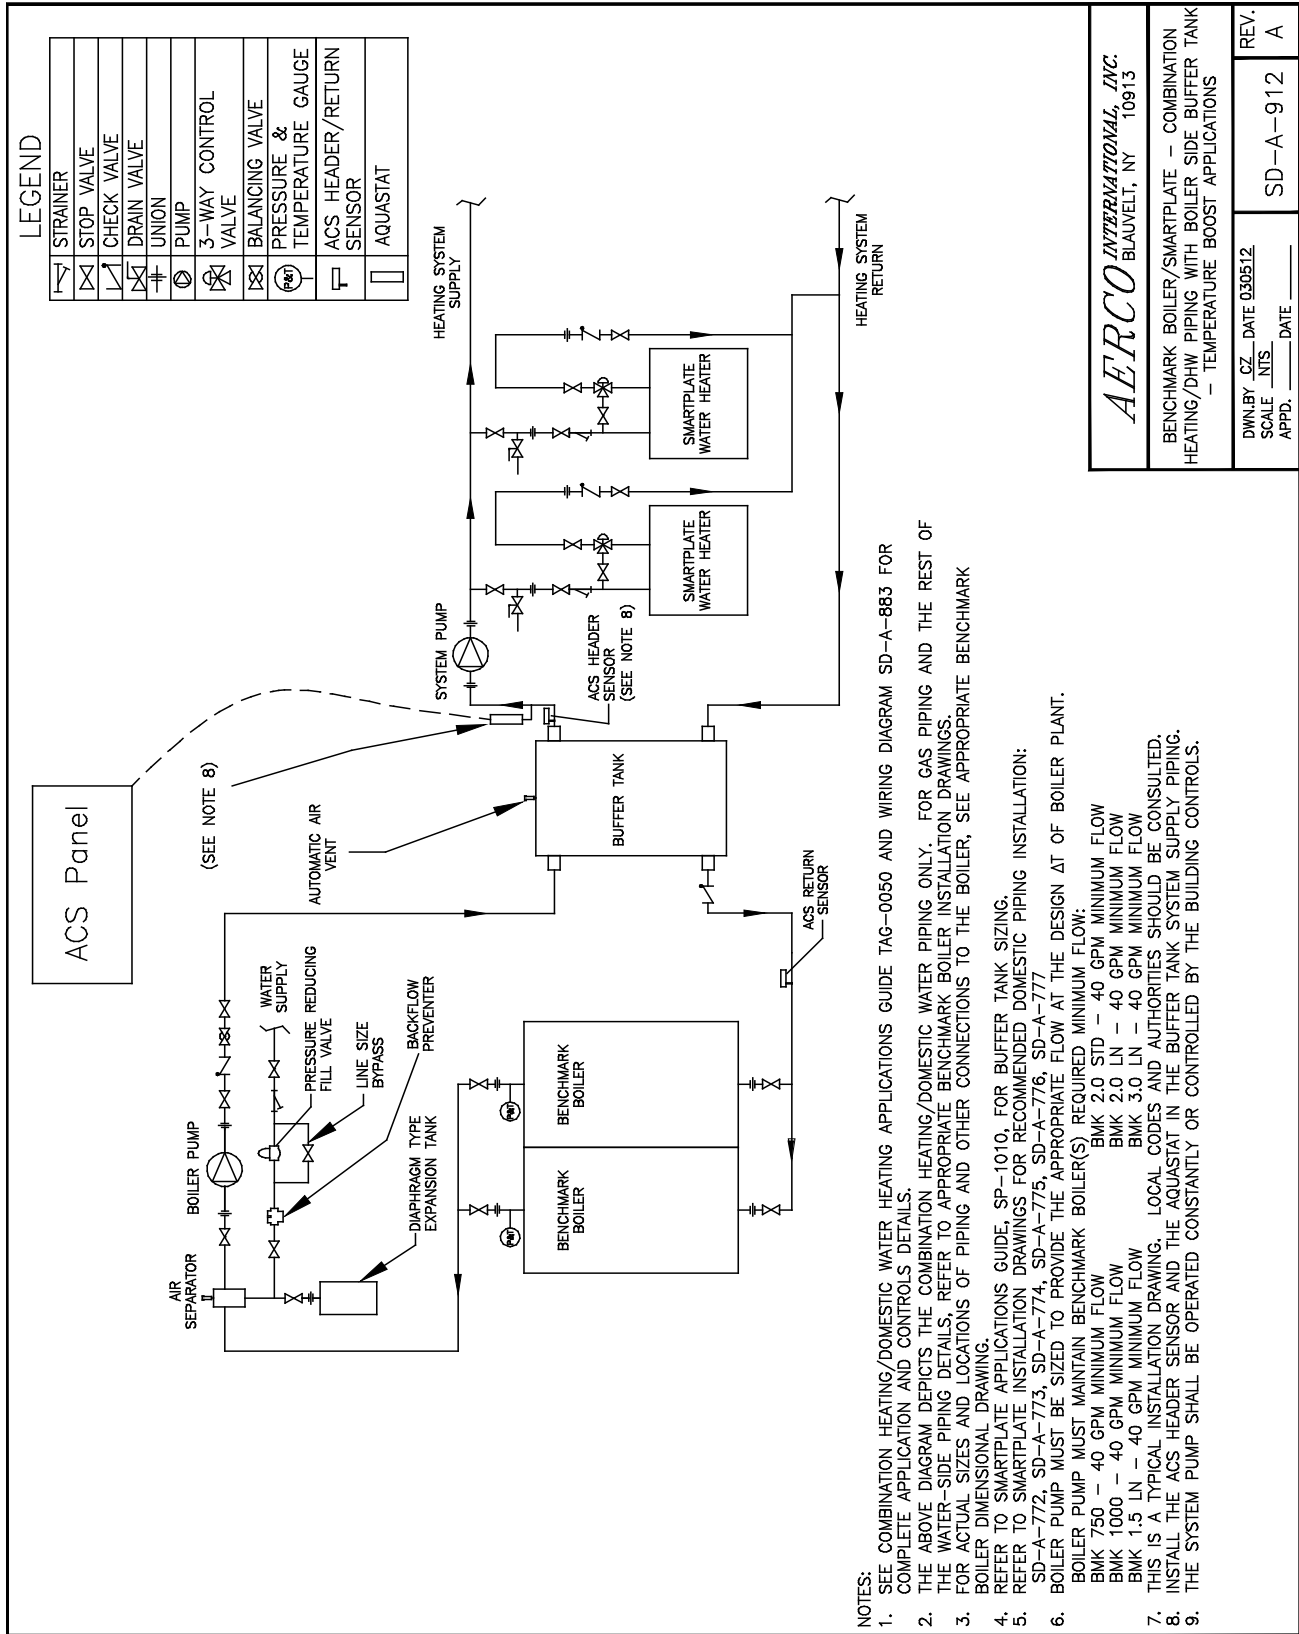 LEGEND
STRAINER
STOP VALVE
CHECK VALVE
DRAIN VALVE
UNION
PUMP
3-WAY CONTROL
VALVE
BALANCING VALVE
P&T
PRESSURE &
TEMPERATURE GAUGE
ACS HEADER/RETURN
SENSOR
AQUASTAT
ACS Panel
(SEE NOTE 8)
AUTOMATIC AIR
VENT
WATER
SUPPLY
PRESSURE REDUCING
FILL VALVE
LINE SIZE
BYPASS
BACKFLOW
PREVENTER
DIAPHRAGM TYPE
EXPANSION TANK
BOILER PUMP
AIR
SEPARATOR
SYSTEM PUMP
HEATING SYSTEM
SUPPLY
ACS HEADER
SENSOR
(SEE NOTE 8)
BUFFER TANK
SMARTPLATE
WATER HEATER
SMARTPLATE
WATER HEATER
HEATING SYSTEM
RETURN
ACS RETURN
SENSOR
P&T
BENCHMARK
BOILER
P&T
BENCHMARK
BOILER
NOTES:
1. SEE COMBINATION HEATING/DOMESTIC WATER HEATING APPLICATIONS GUIDE TAG-0050 AND WIRING DIAGRAM SD-A-883 FOR
COMPLETE APPLICATION AND CONTROLS DETAILS.
2. THE ABOVE DIAGRAM DEPICTS THE COMBINATION HEATING/DOMESTIC WATER PIPING ONLY. FOR GAS PIPING AND THE REST OF
THE WATER-SIDE PIPING DETAILS, REFER TO APPROPRIATE BENCHMARK BOILER INSTALLATION DRAWINGS.
3. FOR ACTUAL SIZES AND LOCATIONS OF PIPING AND OTHER CONNECTIONS TO THE BOILER, SEE APPROPRIATE BENCHMARK
BOILER DIMENSIONAL DRAWING.
4. REFER TO SMARTPLATE APPLICATIONS GUIDE, SP-1010, FOR BUFFER TANK SIZING.
5. REFER TO SMARTPLATE INSTALLATION DRAWINGS FOR RECOMMENDED DOMESTIC PIPING INSTALLATION:
SD-A-772, SD-A-773, SD-A-774, SD-A-775, SD-A-776, SD-A-777
6. BOILER PUMP MUST BE SIZED TO PROVIDE THE APPROPRIATE FLOW AT THE DESIGN ΔT OF BOILER PLANT.
BOILER PUMP MUST MAINTAIN BENCHMARK BOILER(S) REQUIRED MINIMUM FLOW:
BMK 750 - 40 GPM MINIMUM FLOW BMK 2.0 STD - 40 GPM MINIMUM FLOW
BMK 1000 - 40 GPM MINIMUM FLOW BMK 2.0 LN - 40 GPM MINIMUM FLOW
BMK 1.5 LN - 40 GPM MINIMUM FLOW BMK 3.0 LN - 40 GPM MINIMUM FLOW
7. THIS IS A TYPICAL INSTALLATION DRAWING. LOCAL CODES AND AUTHORITIES SHOULD BE CONSULTED.
8. INSTALL THE ACS HEADER SENSOR AND THE AQUASTAT IN THE BUFFER TANK SYSTEM SUPPLY PIPING.
9. THE SYSTEM PUMP SHALL BE OPERATED CONSTANTLY OR CONTROLLED BY THE BUILDING CONTROLS.
AERCO INTERNATIONAL, INC.
BLAUVELT, NY 10913
BENCHMARK BOILER/SMARTPLATE - COMBINATION
HEATING/DHW PIPING WITH BOILER SIDE BUFFER TANK
- TEMPERATURE BOOST APPLICATIONS
DWN.BY CZ DATE 030512
SCALE NTS
APPD. DATE
SD-A-912
REV.
A